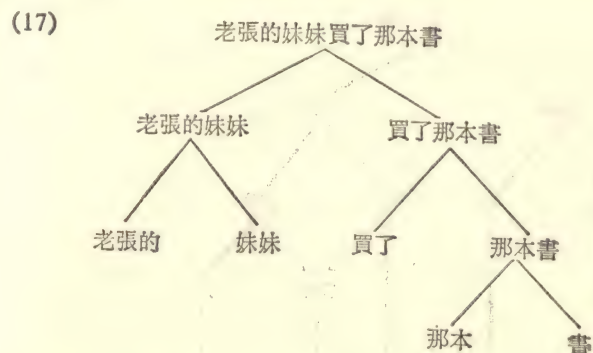 (17) 老張的妹妹買了那本書
老張的妹妹 買了那本書
老張的 妹妹 買了 那本書
那本 書